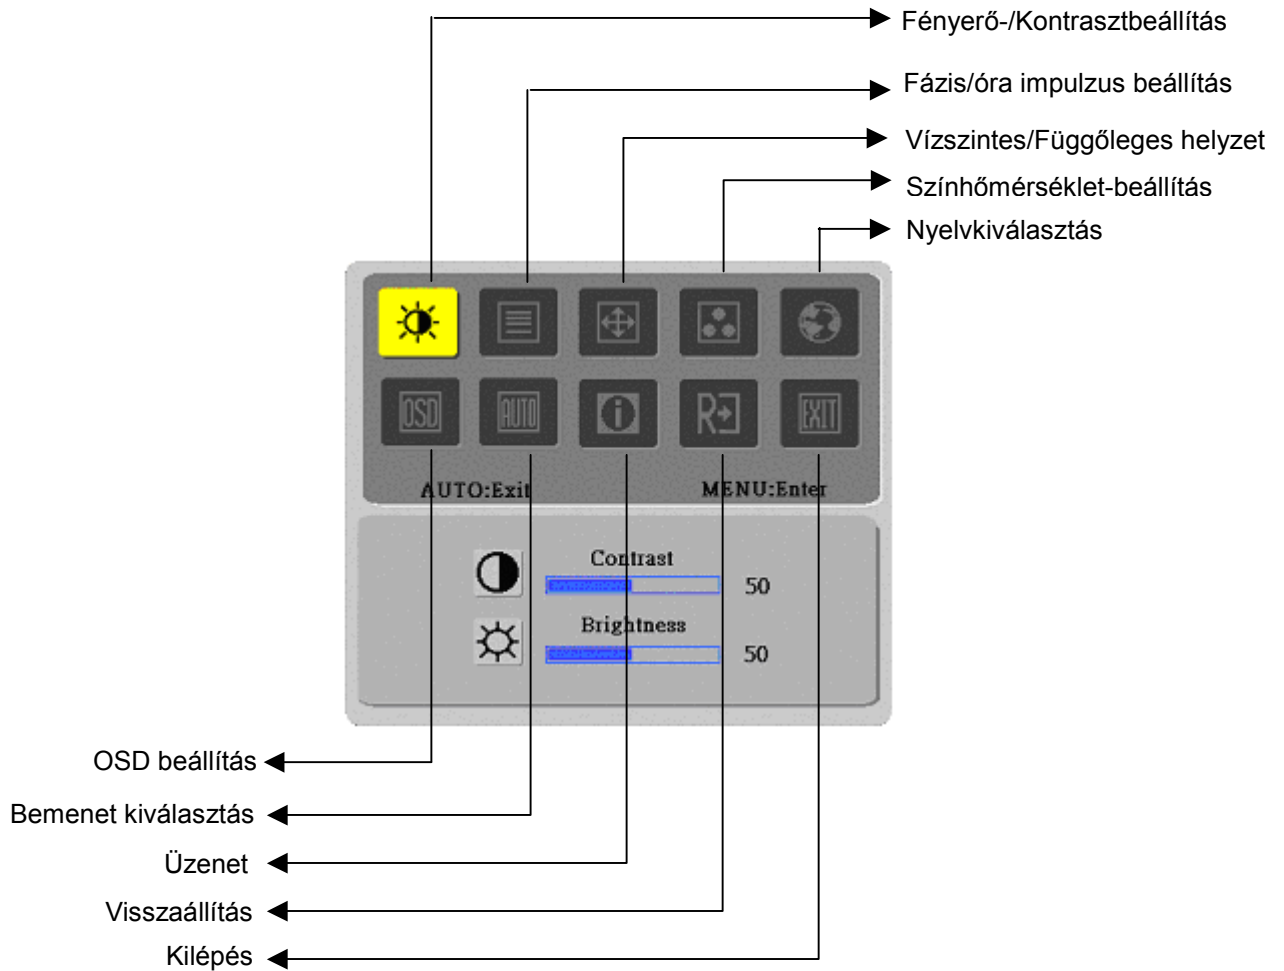 Fényerő-/Kontrasztbeállítás
Fázis/óra impulzus beállítás
Vízszintes/Függőleges helyzet
Színhőmérséklet-beállítás
Nyelvkiválasztás
OSD AUTO i R EXIT
AUTO:Exit MENU:Enter
Contrast
50
Brightness
50
OSD beállítás
Bemenet kiválasztás
Üzenet
Visszaállítás
Kilépés